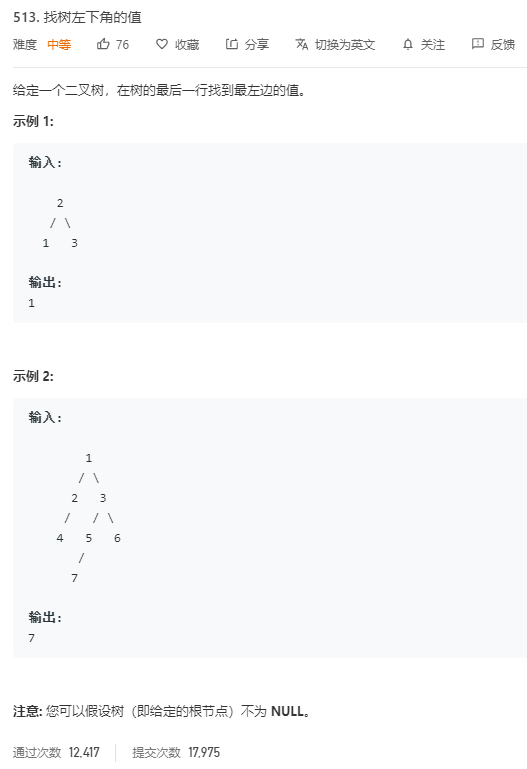 513. 找树左下角的值
难度 中等 76 收藏 分享 切换为英文 关注 反馈
给定一个二叉树，在树的最后一行找到最左边的值。
示例 1:
输入:
2
/ \
1 3
输出:
1
示例 2:
输入:
1
/ \
2 3
/ / \
4 5 6
/
7
输出:
7
注意: 您可以假设树（即给定的根节点）不为 NULL。
通过次数 12,417 提交次数 17,975